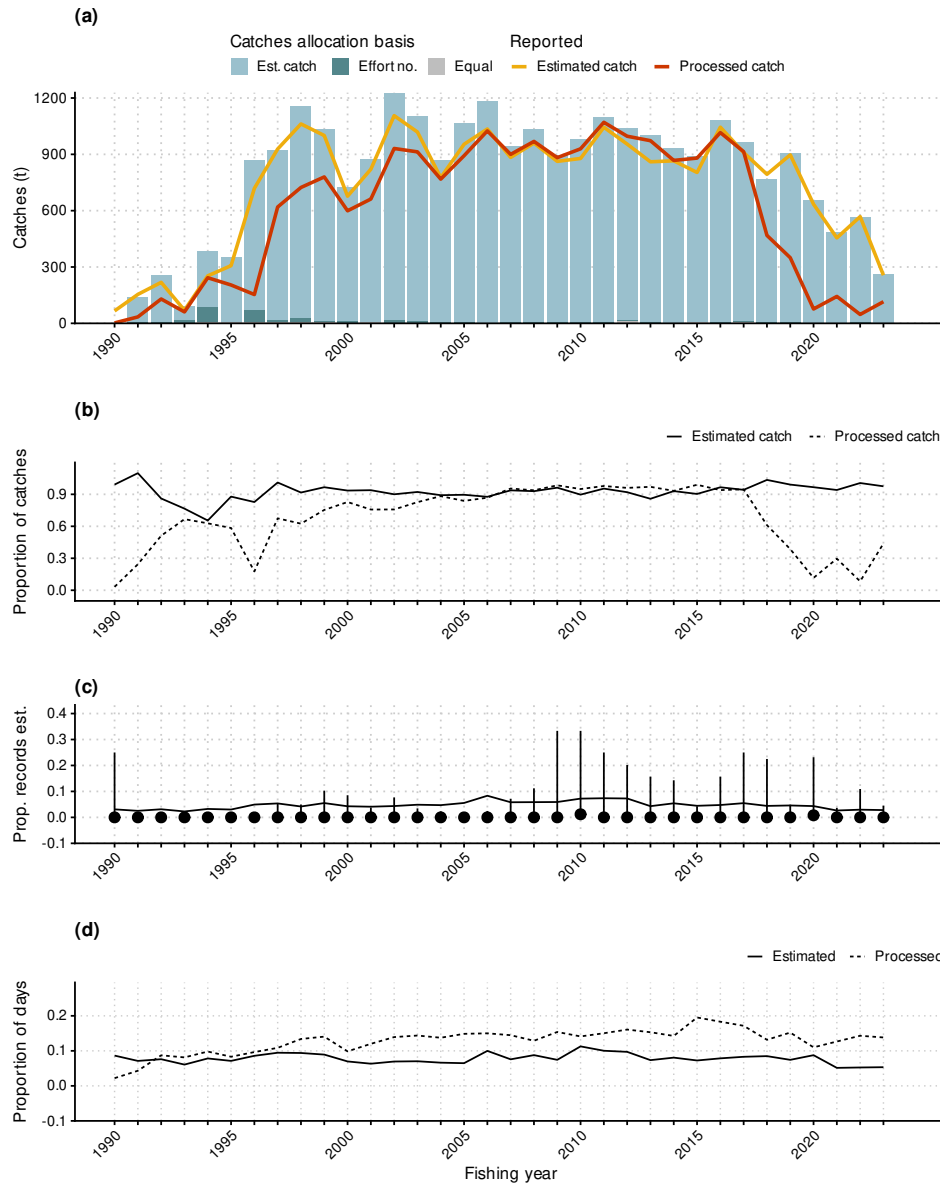 (a)
Catches allocation basis Reported
Est. catch Effort no. Equal Estimated catch Processed catch
Catches (t)
1200
900
600
300
0
1990 1995 2000 2005 2010 2015 2020
(b)
Estimated catch Processed catch
Proportion of catches
0.9
0.6
0.3
0.0
1990 1995 2000 2005 2010 2015 2020
(c)
Prop. records est.
0.4
0.3
0.2
0.1
0.0
-0.1
1990 1995 2000 2005 2010 2015 2020
(d)
Estimated Processed
Proportion of days
0.2
0.1
0.0
-0.1
1990 1995 2000 2005 2010 2015 2020
Fishing year